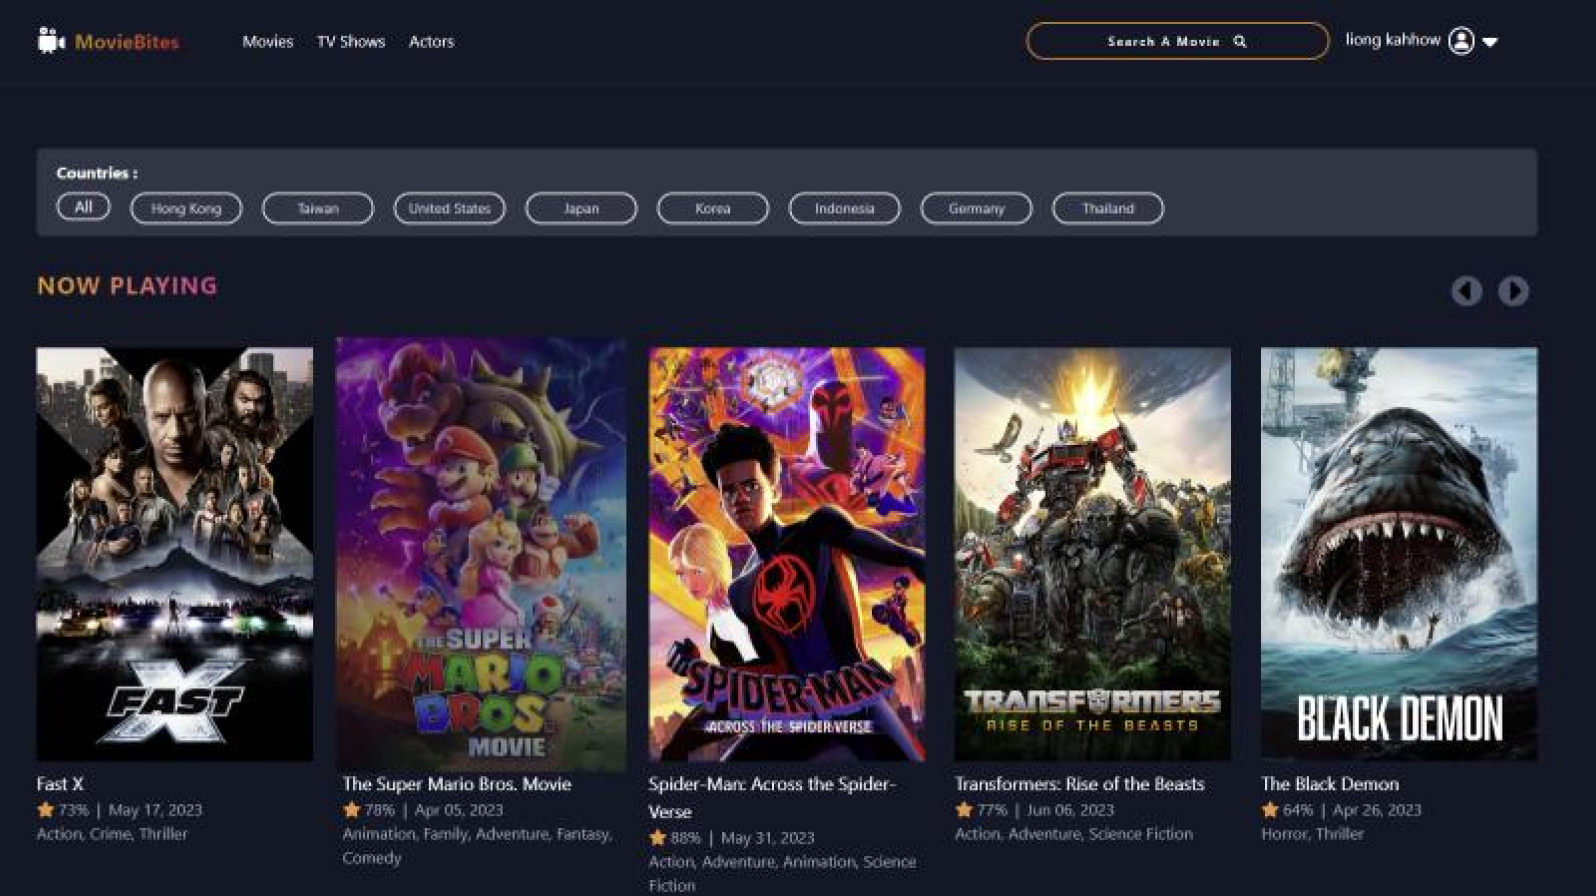 MovieBites
Movies TV Shows Actors
Search A Movie
liong kahhow
Countries :
All Hong Kong Taiwan United States Japan Korea Indonesia Germany Thailand
NOW PLAYING
FAST X
THE SUPER
MARIO
BROS.
MOVIE
SPIDER-MAN
ACROSS THE SPIDER-VERSE
TRANSFORMERS
RISE OF THE BEASTS
BLACK DEMON
Fast X
73% | May 17, 2023
Action, Crime, Thriller
The Super Mario Bros. Movie
78% | Apr 05, 2023
Animation, Family, Adventure, Fantasy,
Comedy
Spider-Man: Across the Spider-
Verse
88% | May 31, 2023
Action, Adventure, Animation, Science
Fiction
Transformers: Rise of the Beasts
77% | Jun 06, 2023
Action, Adventure, Science Fiction
The Black Demon
64% | Apr 26, 2023
Horror, Thriller